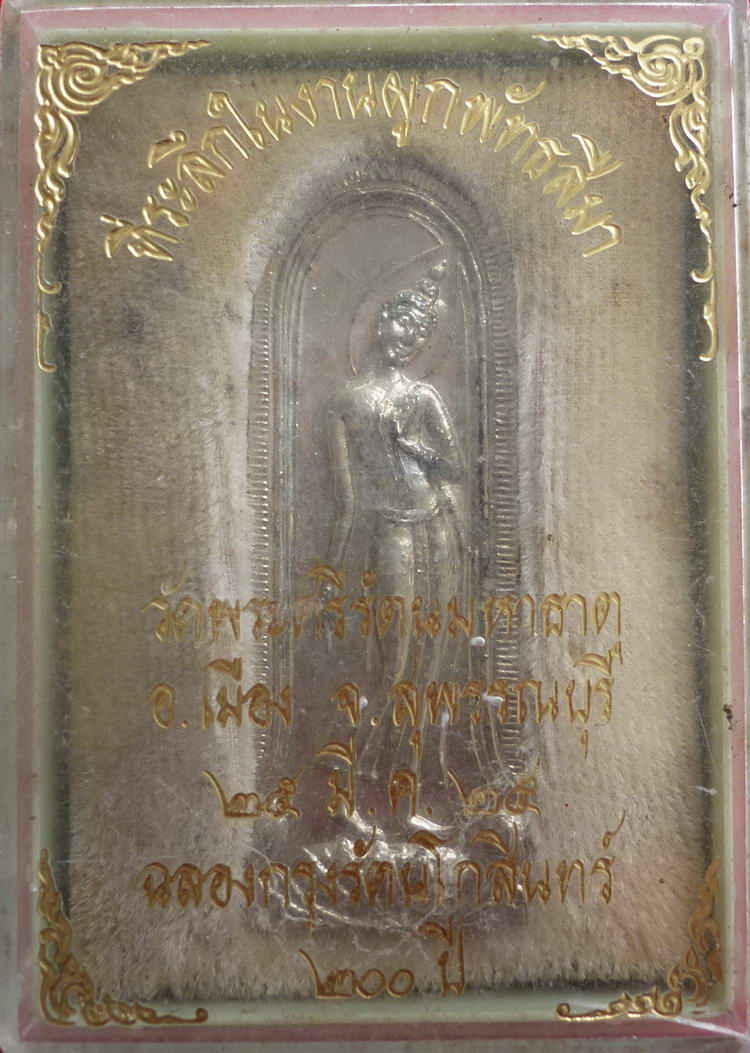 ที่ระลึกในงานผูกพัทธสีมา
วัดพระศรีรัตนมหาธาตุ
อ.เมือง จ.สุพรรณบุรี
๒๕ มี.ค. ๒๕
ฉลองกรุงรัตนโกสินทร์
๒๐๐ ปี